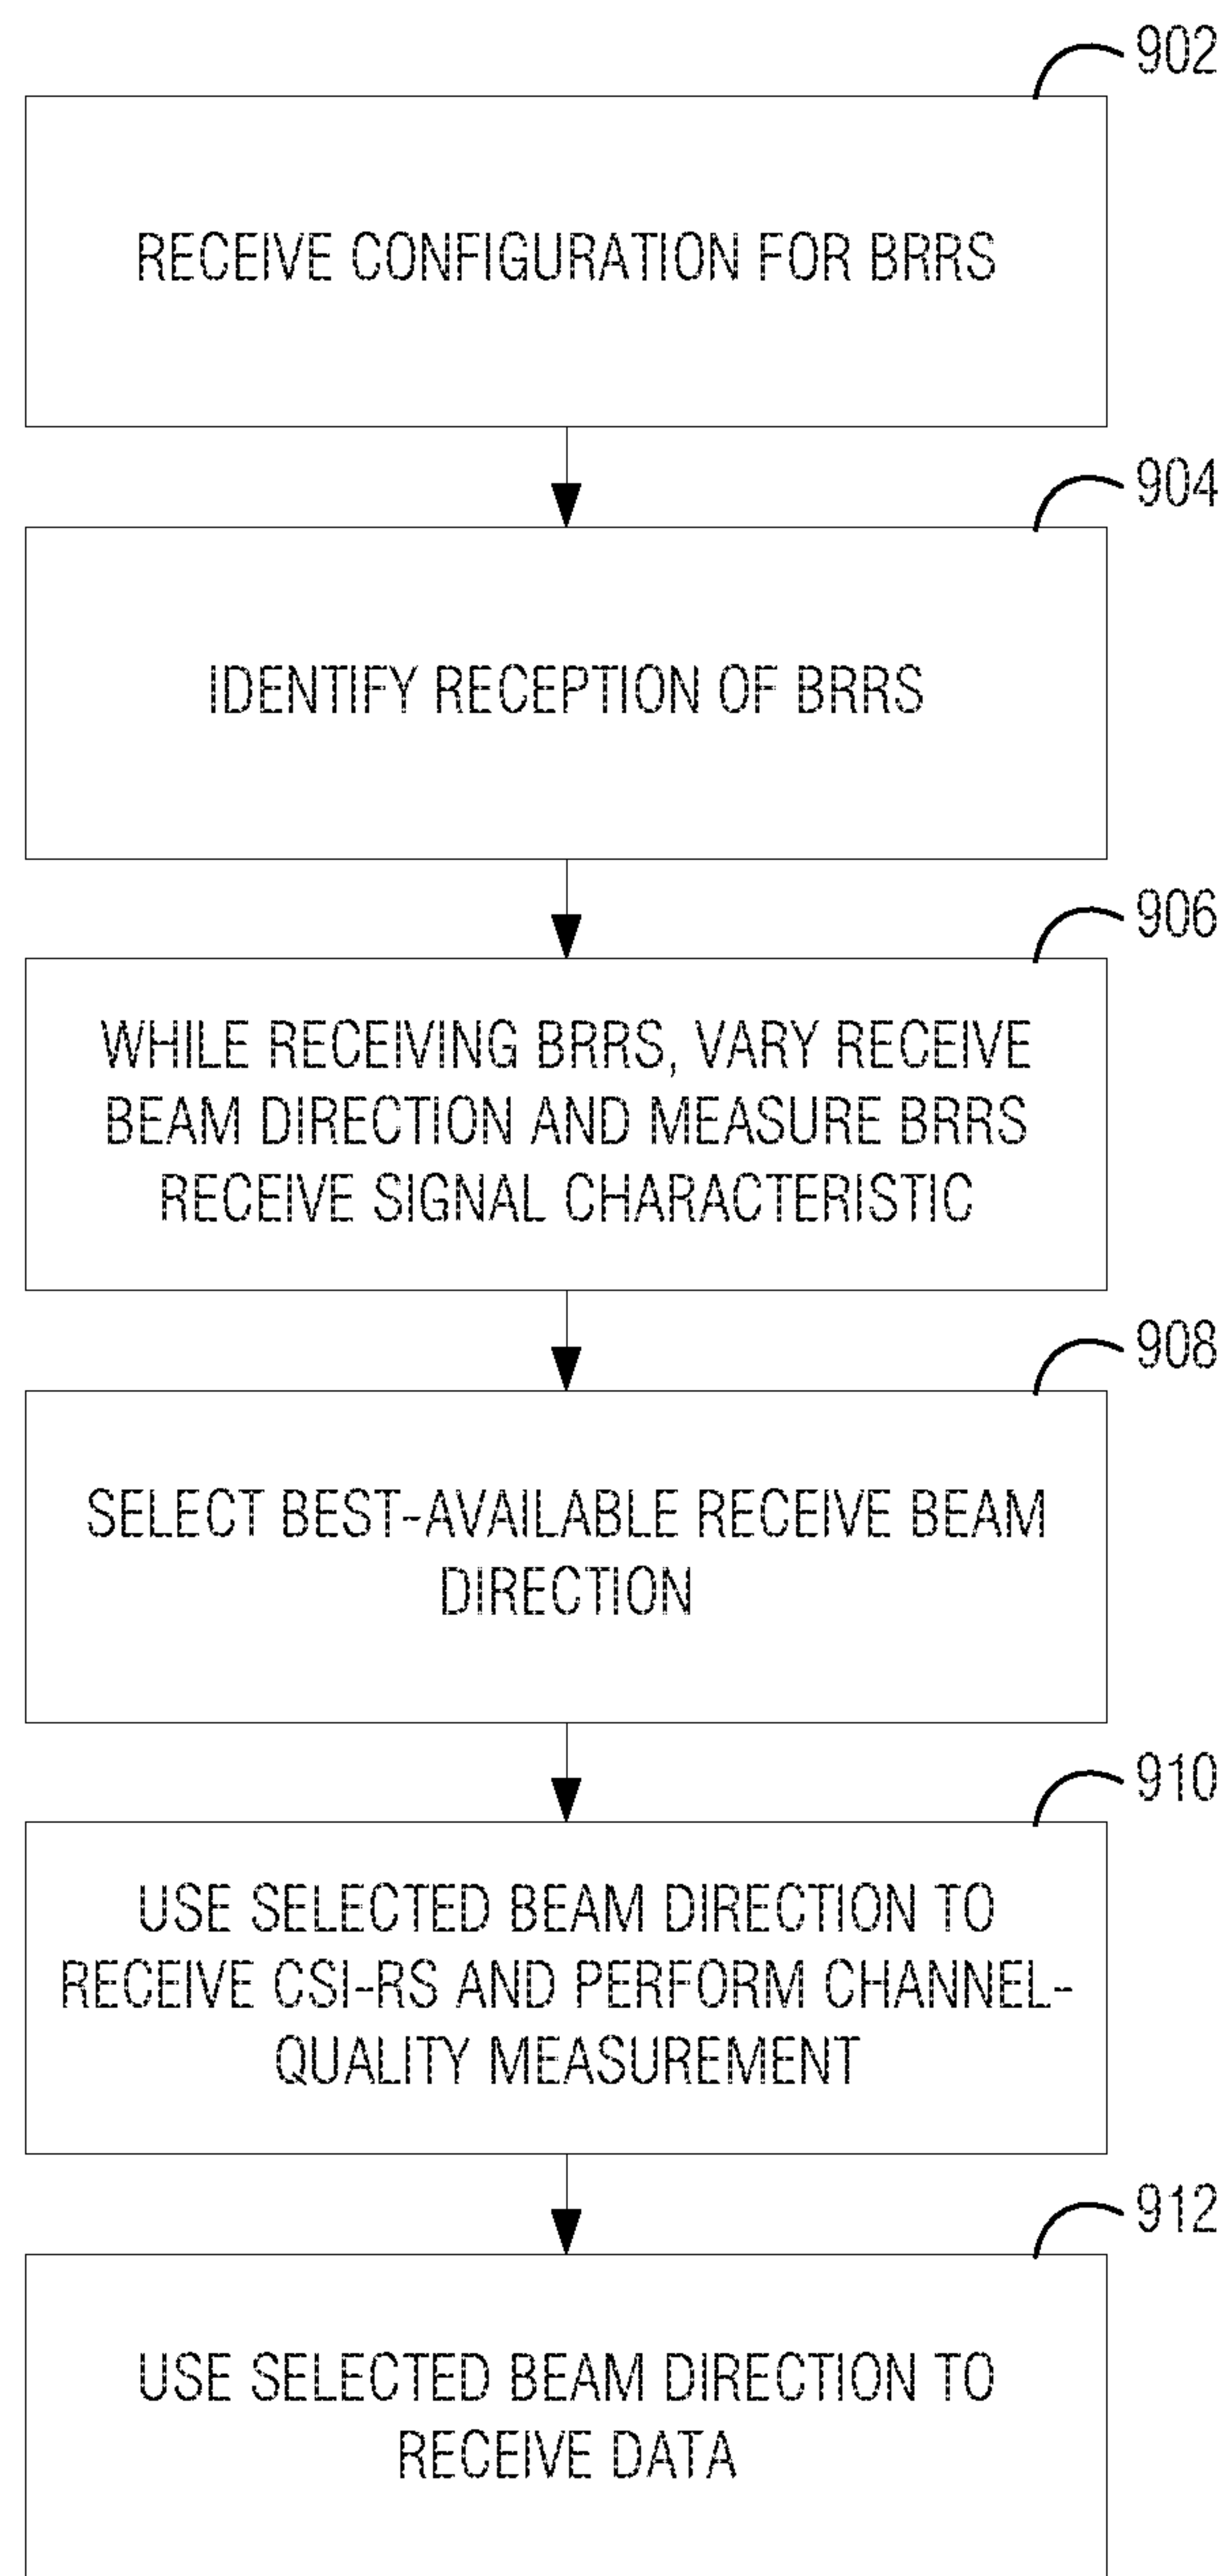 902
RECEIVE CONFIGURATION FOR BRRS
904
IDENTIFY RECEPTION OF BRRS
906
WHILE RECEIVING BRRS, VARY RECEIVE
BEAM DIRECTION AND MEASURE BRRS
RECEIVE SIGNAL CHARACTERISTIC
908
SELECT BEST-AVAILABLE RECEIVE BEAM
DIRECTION
910
USE SELECTED BEAM DIRECTION TO
RECEIVE CSI-RS AND PERFORM CHANNEL-
QUALITY MEASUREMENT
912
USE SELECTED BEAM DIRECTION TO
RECEIVE DATA